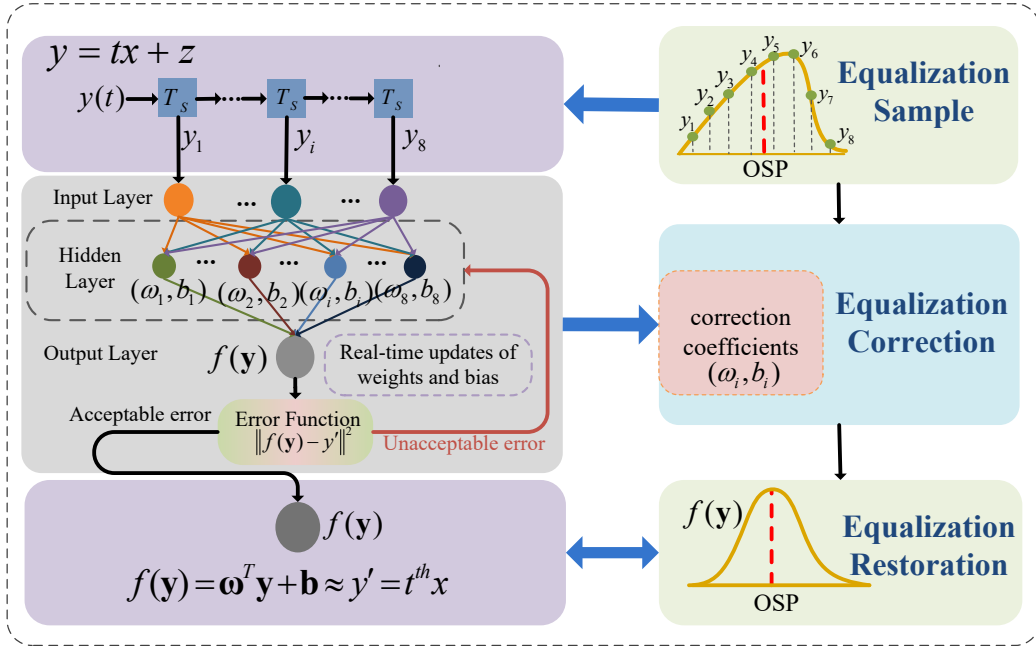 y = tx + z
y(t)
T_S
T_S
T_S
y_1
y_i
y_8
Input Layer
...
...
Hidden
Layer
...
...
...
(ω_1, b_1)
(ω_2, b_2)
(ω_i, b_i)
(ω_8, b_8)
Output Layer
f(y)
Real-time updates of
weights and bias
Acceptable error
Error Function
‖f(y) − y′‖²
Unacceptable error
f(y)
f(y) = ω^T y + b ≈ y′ = t^{th} x
y_1
y_2
y_3
y_4
y_5
y_6
y_7
y_8
OSP
Equalization
Sample
correction
coefficients
(ω_i, b_i)
Equalization
Correction
f(y)
OSP
Equalization
Restoration